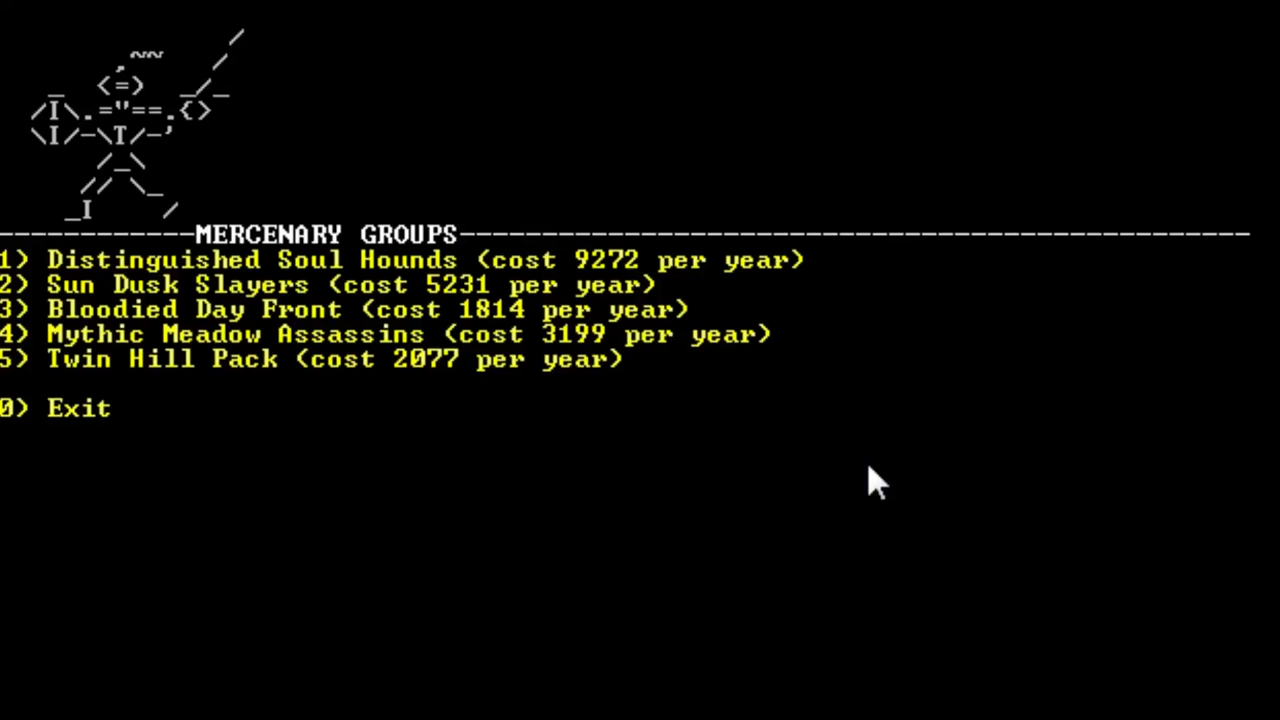 MERCENARY GROUPS
1) Distinguished Soul Hounds (cost 9272 per year)
2) Sun Dusk Slayers (cost 5231 per year)
3) Bloodied Day Front (cost 1814 per year)
4) Mythic Meadow Assassins (cost 3199 per year)
5) Twin Hill Pack (cost 2077 per year)
0) Exit